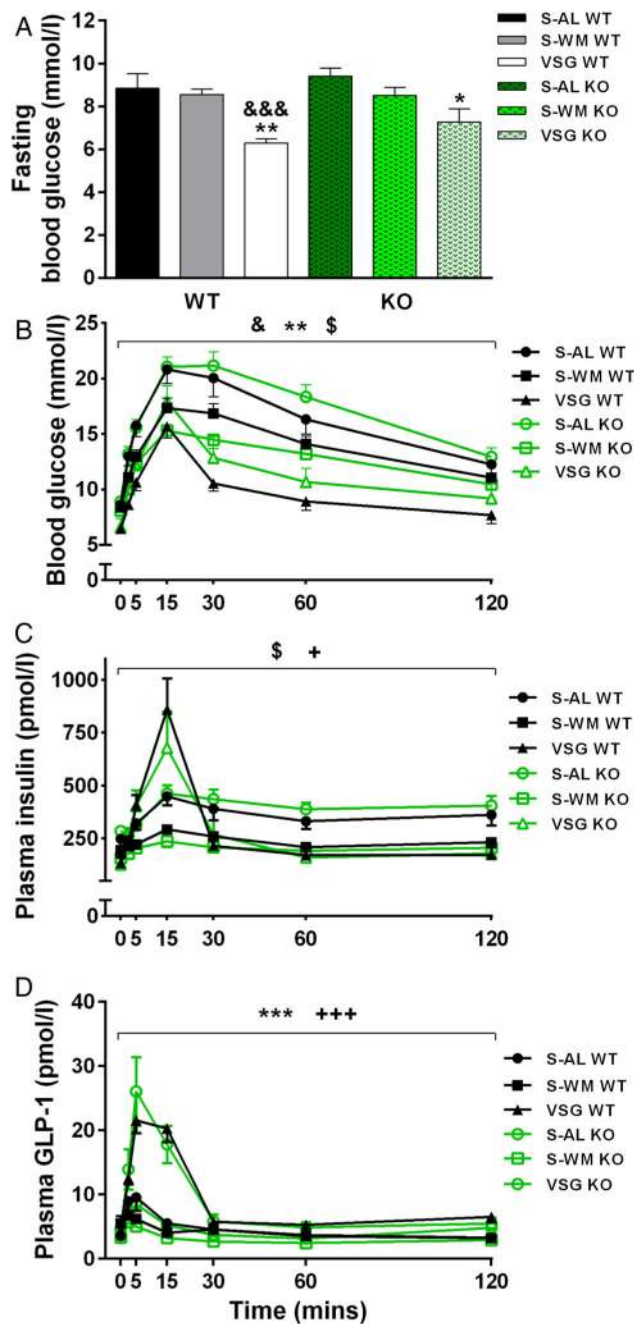 A
Fasting
blood glucose (mmol/l)
12
10
8
6
4
2
0
&&&
**
*
WT
KO
S-AL WT
S-WM WT
VSG WT
S-AL KO
S-WM KO
VSG KO
B
Blood glucose (mmol/l)
25
20
15
10
5
0
& ** $
0 5 15 30 60 120
S-AL WT
S-WM WT
VSG WT
S-AL KO
S-WM KO
VSG KO
C
Plasma insulin (pmol/l)
1000
750
500
250
0
$ +
0 5 15 30 60 120
S-AL WT
S-WM WT
VSG WT
S-AL KO
S-WM KO
VSG KO
D
Plasma GLP-1 (pmol/l)
40
30
20
10
0
*** +++
0 5 15 30 60 120
Time (mins)
S-AL WT
S-WM WT
VSG WT
S-AL KO
S-WM KO
VSG KO